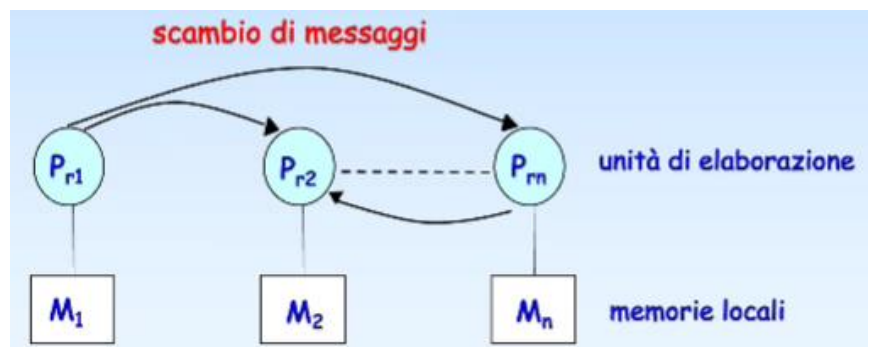 scambio di messaggi
Pr1 Pr2 Prn unità di elaborazione
M1 M2 Mn memorie locali